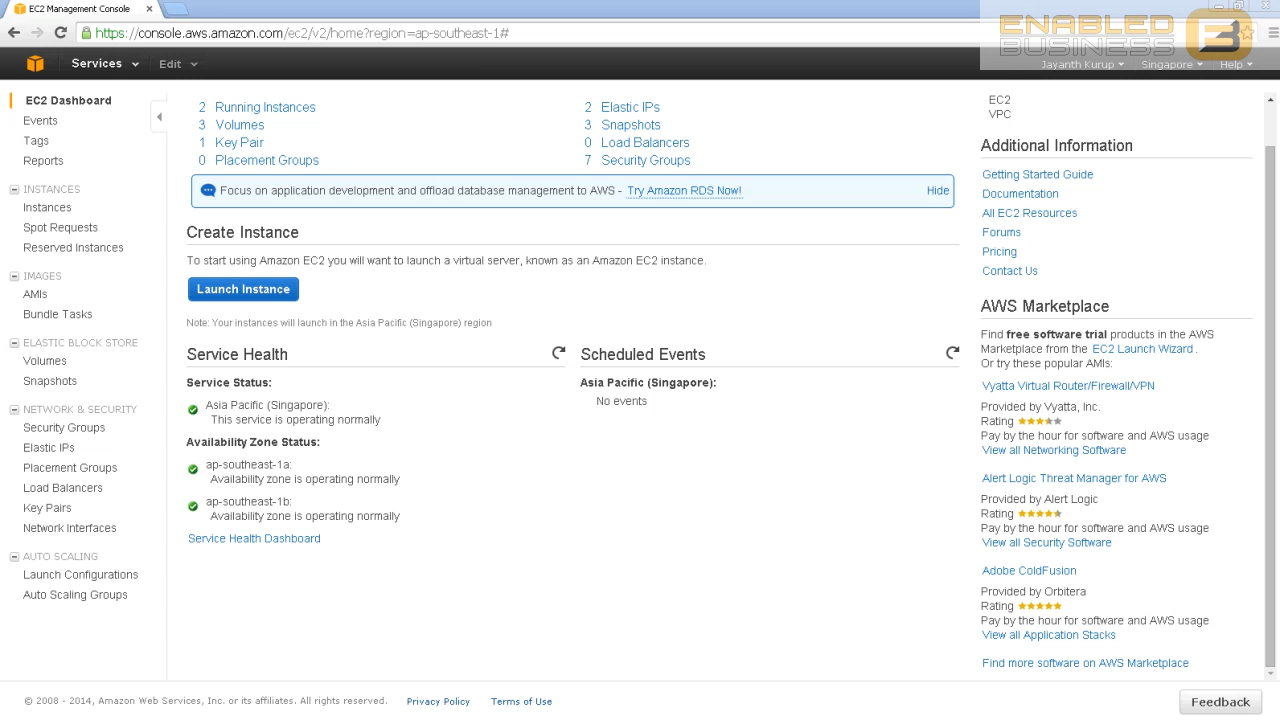 EC2 Management Console
https://console.aws.amazon.com/ec2/v2/home?region=ap-southeast-1#
ENABLED
BUSINESS
Services
Edit
Jayanth Kurup
Singapore
Help
EC2 Dashboard
Events
Tags
Reports
INSTANCES
Instances
Spot Requests
Reserved Instances
IMAGES
AMIs
Bundle Tasks
ELASTIC BLOCK STORE
Volumes
Snapshots
NETWORK & SECURITY
Security Groups
Elastic IPs
Placement Groups
Load Balancers
Key Pairs
Network Interfaces
AUTO SCALING
Launch Configurations
Auto Scaling Groups
2 Running Instances
3 Volumes
1 Key Pair
0 Placement Groups
2 Elastic IPs
3 Snapshots
0 Load Balancers
7 Security Groups
Focus on application development and offload database management to AWS - Try Amazon RDS Now!
Hide
Create Instance
To start using Amazon EC2 you will want to launch a virtual server, known as an Amazon EC2 instance.
Launch Instance
Note: Your instances will launch in the Asia Pacific (Singapore) region
Service Health
Service Status:
Asia Pacific (Singapore):
This service is operating normally
Availability Zone Status:
ap-southeast-1a:
Availability zone is operating normally
ap-southeast-1b:
Availability zone is operating normally
Service Health Dashboard
Scheduled Events
Asia Pacific (Singapore):
No events
EC2
VPC
Additional Information
Getting Started Guide
Documentation
All EC2 Resources
Forums
Pricing
Contact Us
AWS Marketplace
Find free software trial products in the AWS
Marketplace from the EC2 Launch Wizard.
Or try these popular AMIs:
Vyatta Virtual Router/Firewall/VPN
Provided by Vyatta, Inc.
Rating
Pay by the hour for software and AWS usage
View all Networking Software
Alert Logic Threat Manager for AWS
Provided by Alert Logic
Rating
Pay by the hour for software and AWS usage
View all Security Software
Adobe ColdFusion
Provided by Orbitera
Rating
Pay by the hour for software and AWS usage
View all Application Stacks
Find more software on AWS Marketplace
© 2008 - 2014, Amazon Web Services, Inc. or its affiliates. All rights reserved.
Privacy Policy
Terms of Use
Feedback